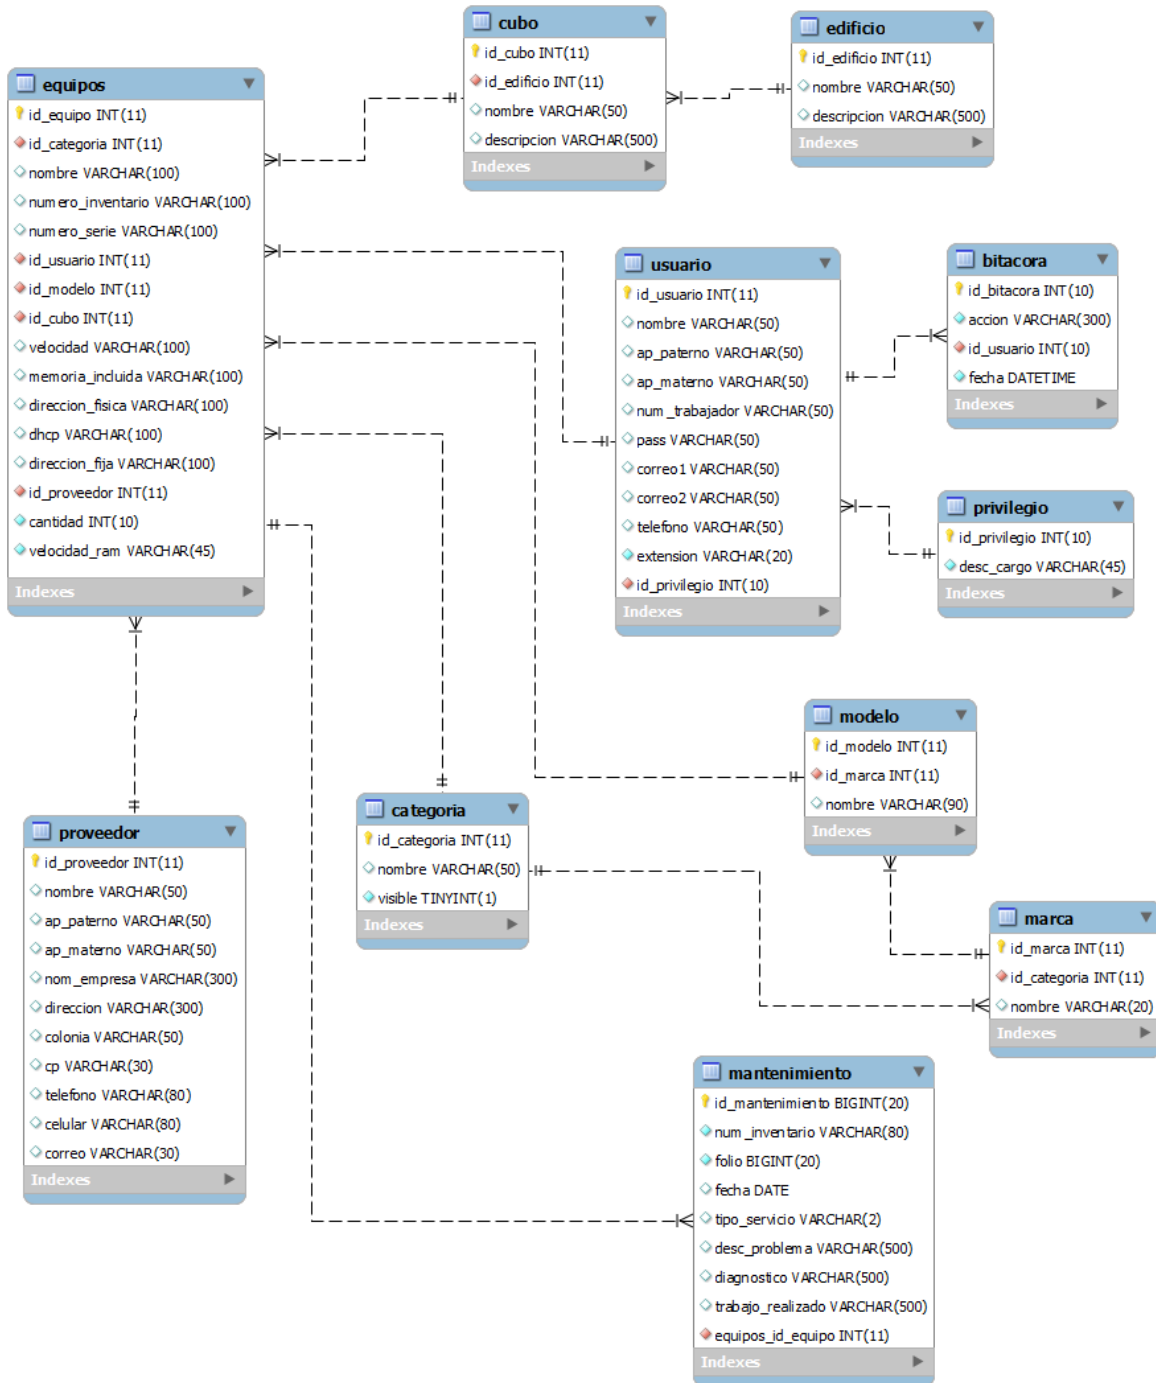 cubo
id_cubo INT(11)
id_edificio INT(11)
nombre VARCHAR(50)
descripcion VARCHAR(500)
Indexes
edificio
id_edificio INT(11)
nombre VARCHAR(50)
descripcion VARCHAR(500)
Indexes
equipos
id_equipo INT(11)
id_categoria INT(11)
nombre VARCHAR(100)
numero_inventario VARCHAR(100)
numero_serie VARCHAR(100)
id_usuario INT(11)
id_modelo INT(11)
id_cubo INT(11)
velocidad VARCHAR(100)
memoria_incluida VARCHAR(100)
direccion_fisica VARCHAR(100)
dhcp VARCHAR(100)
direccion_fija VARCHAR(100)
id_proveedor INT(11)
cantidad INT(10)
velocidad_ram VARCHAR(45)
Indexes
usuario
id_usuario INT(11)
nombre VARCHAR(50)
ap_paterno VARCHAR(50)
ap_materno VARCHAR(50)
num_trabajador VARCHAR(50)
pass VARCHAR(50)
correo1 VARCHAR(50)
correo2 VARCHAR(50)
telefono VARCHAR(50)
extension VARCHAR(20)
id_privilegio INT(10)
Indexes
bitacora
id_bitacora INT(10)
accion VARCHAR(300)
id_usuario INT(10)
fecha DATETIME
Indexes
privilegio
id_privilegio INT(10)
desc_cargo VARCHAR(45)
Indexes
modelo
id_modelo INT(11)
id_marca INT(11)
nombre VARCHAR(90)
Indexes
categoria
id_categoria INT(11)
nombre VARCHAR(50)
visible TINYINT(1)
Indexes
proveedor
id_proveedor INT(11)
nombre VARCHAR(50)
ap_paterno VARCHAR(50)
ap_materno VARCHAR(50)
nom_empresa VARCHAR(300)
direccion VARCHAR(300)
colonia VARCHAR(50)
cp VARCHAR(30)
telefono VARCHAR(80)
celular VARCHAR(80)
correo VARCHAR(30)
Indexes
marca
id_marca INT(11)
id_categoria INT(11)
nombre VARCHAR(20)
Indexes
mantenimiento
id_mantenimiento BIGINT(20)
num_inventario VARCHAR(80)
folio BIGINT(20)
fecha DATE
tipo_servicio VARCHAR(2)
desc_problema VARCHAR(500)
diagnostico VARCHAR(500)
trabajo_realizado VARCHAR(500)
equipos_id_equipo INT(11)
Indexes